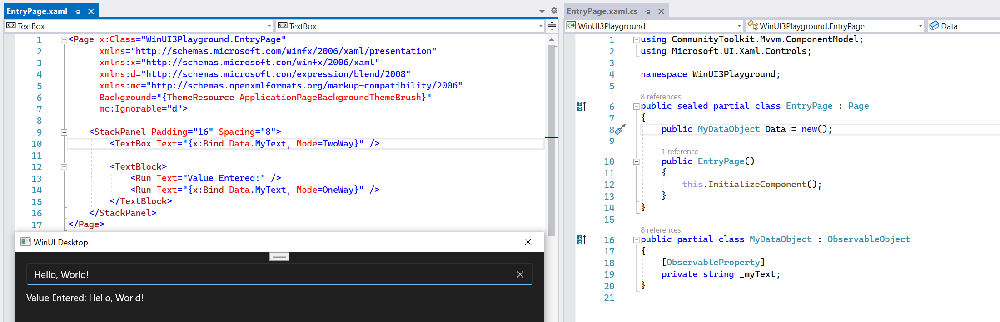 EntryPage.xaml
TextBox
TextBox
1 <Page x:Class="WinUI3Playground.EntryPage"
2 xmlns="http://schemas.microsoft.com/winfx/2006/xaml/presentation"
3 xmlns:x="http://schemas.microsoft.com/winfx/2006/xaml"
4 xmlns:d="http://schemas.microsoft.com/expression/blend/2008"
5 xmlns:mc="http://schemas.openxmlformats.org/markup-compatibility/2006"
6 Background="{ThemeResource ApplicationPageBackgroundThemeBrush}"
7 mc:Ignorable="d">
8
9 <StackPanel Padding="16" Spacing="8">
10 <TextBox Text="{x:Bind Data.MyText, Mode=TwoWay}" />
11
12 <TextBlock>
13 <Run Text="Value Entered:" />
14 <Run Text="{x:Bind Data.MyText, Mode=OneWay}" />
15 </TextBlock>
16 </StackPanel>
17 </Page>
WinUI Desktop
Hello, World!
Value Entered: Hello, World!
EntryPage.xaml.cs
C# WinUI3Playground
WinUI3Playground.EntryPage
Data
1 using CommunityToolkit.Mvvm.ComponentModel;
2 using Microsoft.UI.Xaml.Controls;
3
4 namespace WinUI3Playground;
5
8 references
6 public sealed partial class EntryPage : Page
7 {
8 public MyDataObject Data = new();
9
1 reference
10 public EntryPage()
11 {
12 this.InitializeComponent();
13 }
14 }
15
8 references
16 public partial class MyDataObject : ObservableObject
17 {
18 [ObservableProperty]
19 private string _myText;
20 }
21